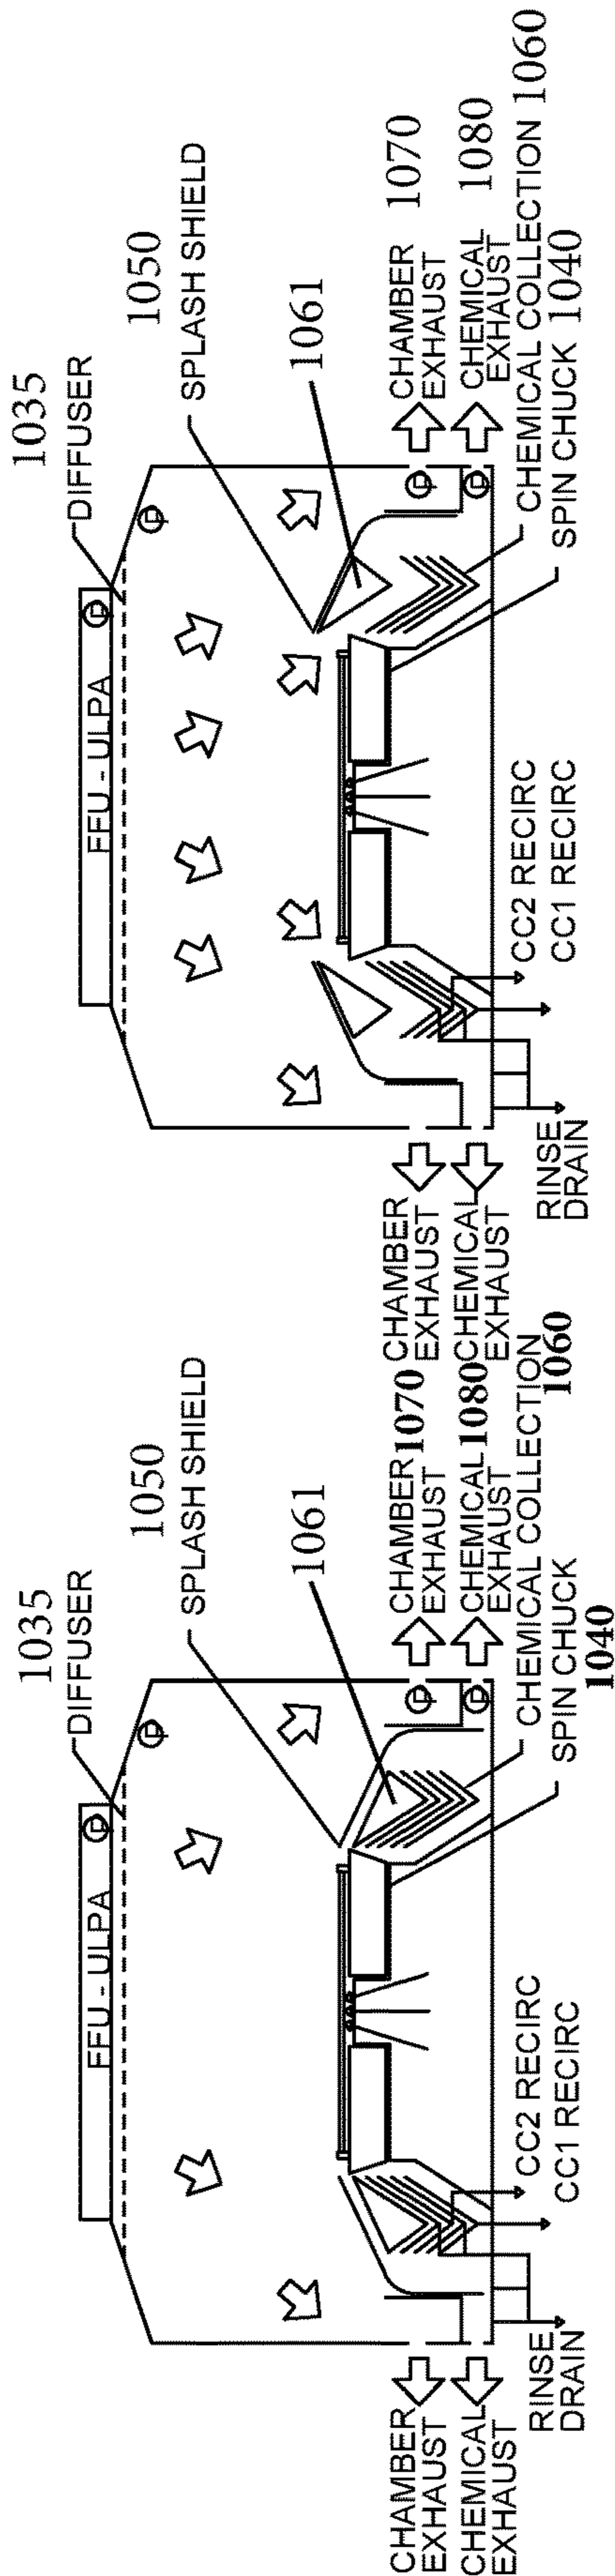 1035
DIFFUSER
FFU - ULPA
1050
SPLASH SHIELD
1061
CHAMBER 1070
EXHAUST
CHEMICAL 1080
EXHAUST
CHEMICAL COLLECTION
1060
SPIN CHUCK
1040
CC2 RECIRC
CC1 RECIRC
RINSE
DRAIN
CHAMBER
EXHAUST
CHEMICAL
EXHAUST
1035
DIFFUSER
FFU - ULPA
1050
SPLASH SHIELD
1061
CHAMBER
EXHAUST
1070
CHEMICAL
EXHAUST
1080
CHEMICAL COLLECTION 1060
SPIN CHUCK 1040
CC2 RECIRC
CC1 RECIRC
RINSE
DRAIN
CHAMBER
EXHAUST
CHEMICAL
EXHAUST